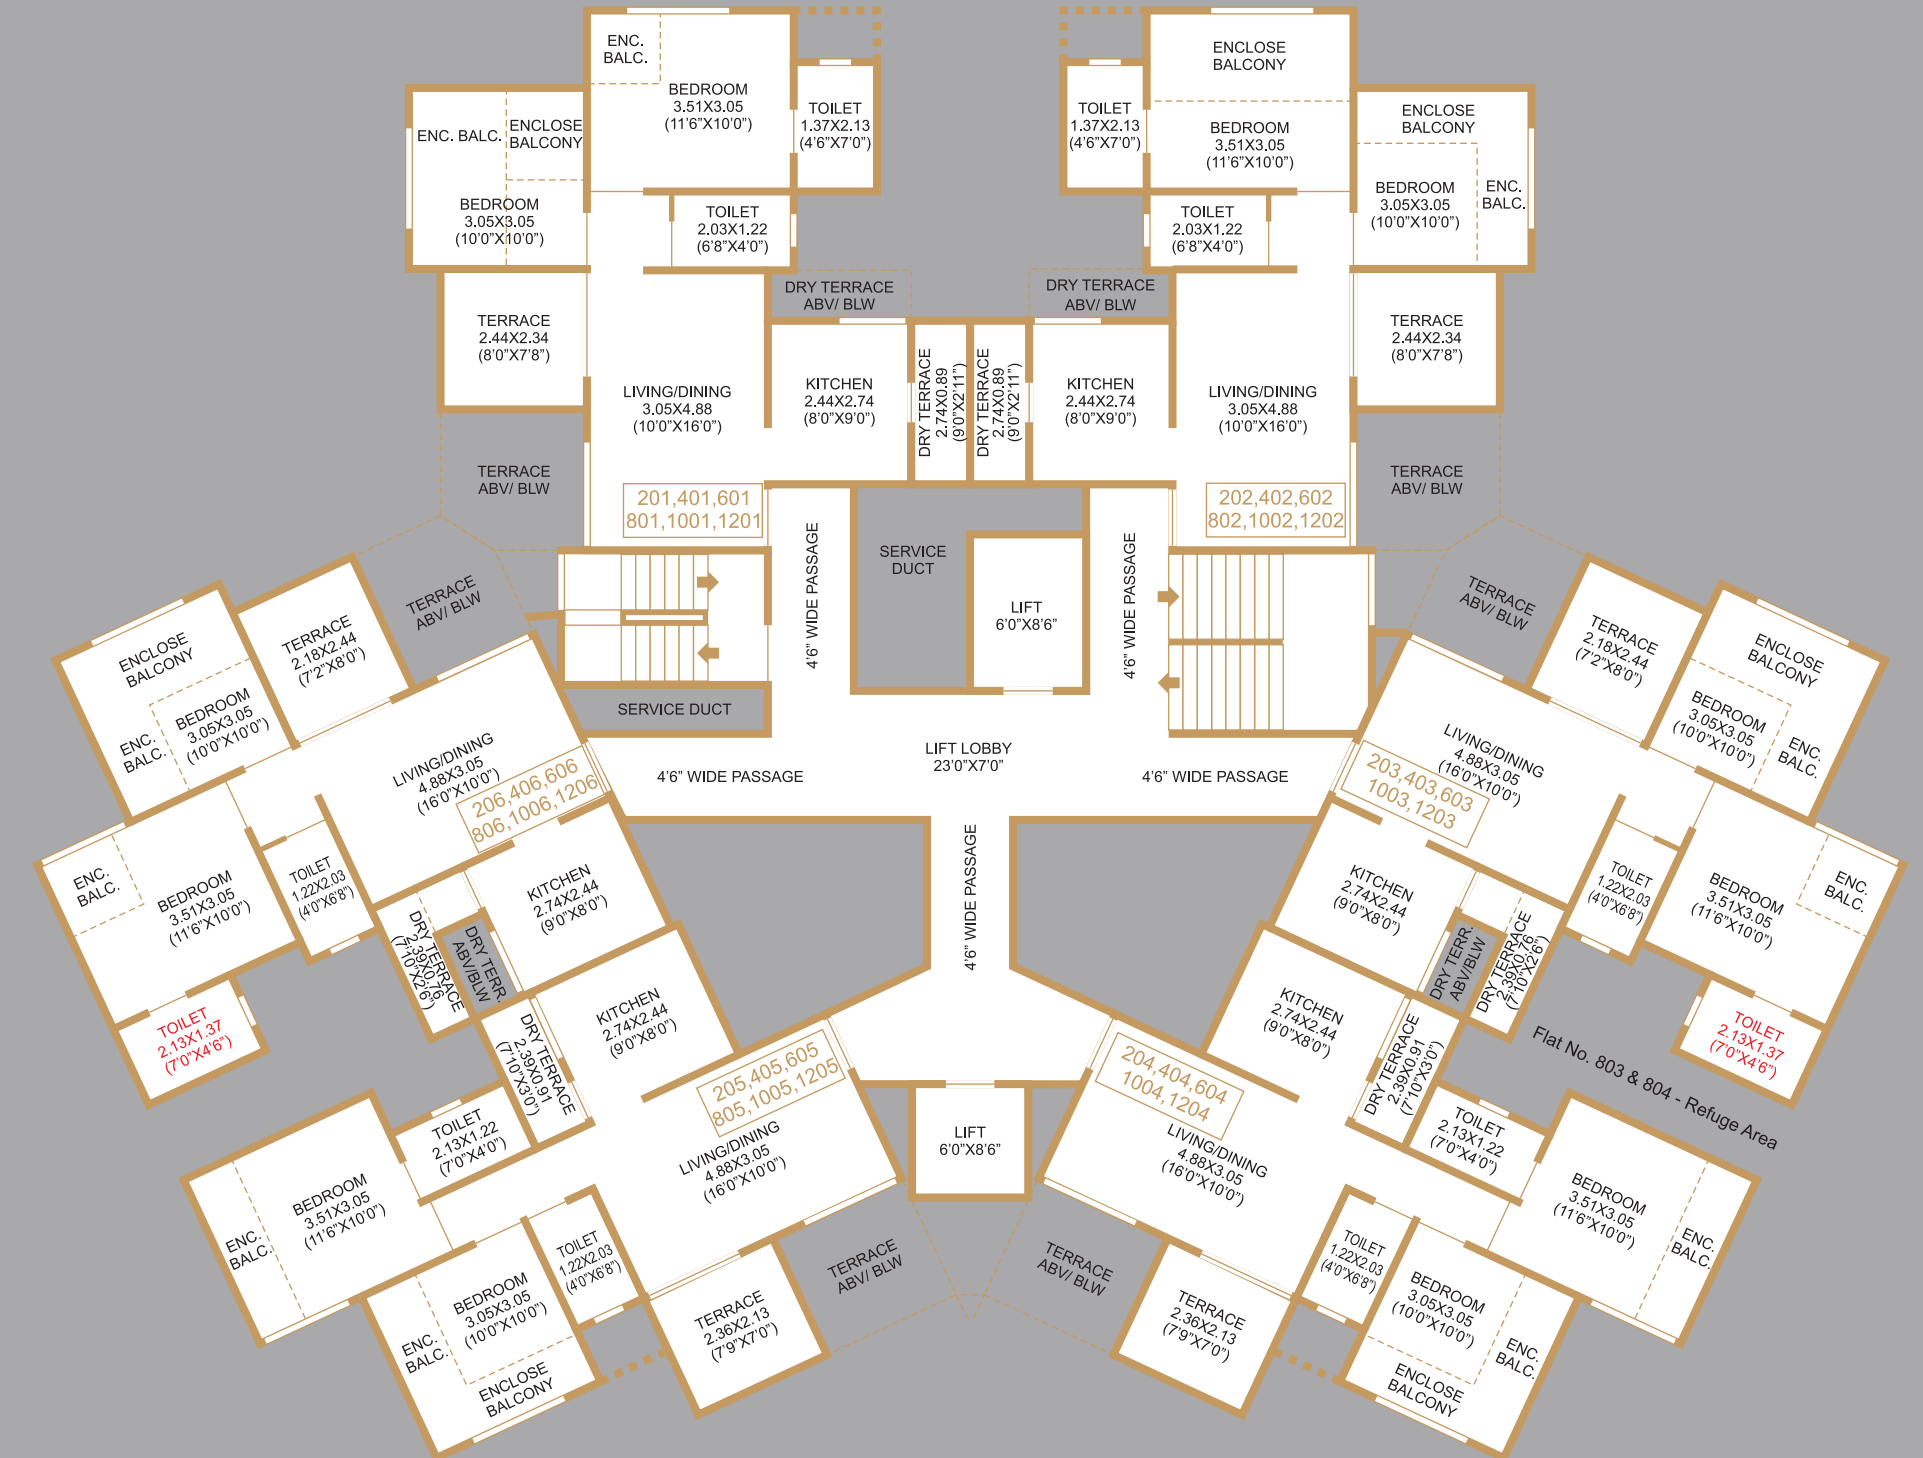 ENC.
BALC.
BEDROOM
3.51X3.05
(11'6"X10'0")
TOILET
1.37X2.13
(4'6"X7'0")
ENC. BALC.
ENCLOSE
BALCONY
BEDROOM
3.05X3.05
(10'0"X10'0")
TOILET
2.03X1.22
(6'8"X4'0")
DRY TERRACE
ABV/ BLW
TERRACE
2.44X2.34
(8'0"X7'8")
LIVING/DINING
3.05X4.88
(10'0"X16'0")
KITCHEN
2.44X2.74
(8'0"X9'0")
DRY TERRACE
2.74X0.89
(9'0"X2'11")
TERRACE
ABV/ BLW
201,401,601
801,1001,1201
ENCLOSE
BALCONY
TOILET
1.37X2.13
(4'6"X7'0")
BEDROOM
3.51X3.05
(11'6"X10'0")
ENCLOSE
BALCONY
BEDROOM
3.05X3.05
(10'0"X10'0")
ENC.
BALC.
TOILET
2.03X1.22
(6'8"X4'0")
DRY TERRACE
ABV/ BLW
DRY TERRACE
2.74X0.89
(9'0"X2'11")
KITCHEN
2.44X2.74
(8'0"X9'0")
LIVING/DINING
3.05X4.88
(10'0"X16'0")
TERRACE
2.44X2.34
(8'0"X7'8")
TERRACE
ABV/ BLW
202,402,602
802,1002,1202
4'6" WIDE PASSAGE
SERVICE
DUCT
LIFT
6'0"X8'6"
4'6" WIDE PASSAGE
SERVICE DUCT
LIFT LOBBY
23'0"X7'0"
4'6" WIDE PASSAGE
4'6" WIDE PASSAGE
4'6" WIDE PASSAGE
TERRACE
ABV/ BLW
TERRACE
2.18X2.44
(7'2"X8'0")
ENCLOSE
BALCONY
BEDROOM
3.05X3.05
(10'0"X10'0")
ENC.
BALC.
LIVING/DINING
4.88X3.05
(16'0"X10'0")
206,406,606
806,1006,1206
ENC.
BALC.
BEDROOM
3.51X3.05
(11'6"X10'0")
TOILET
1.22X2.03
(4'0"X6'8")
KITCHEN
2.74X2.44
(9'0"X8'0")
DRY TERRACE
2.39X0.76
(7'10"X2'6")
DRY TERR.
ABV/BLW
TOILET
2.13X1.37
(7'0"X4'6")
TERRACE
ABV/ BLW
TERRACE
2.18X2.44
(7'2"X8'0")
ENCLOSE
BALCONY
BEDROOM
3.05X3.05
(10'0"X10'0")
ENC.
BALC.
LIVING/DINING
4.88X3.05
(16'0"X10'0")
203,403,603
1003,1203
KITCHEN
2.74X2.44
(9'0"X8'0")
TOILET
1.22X2.03
(4'0"X6'8")
BEDROOM
3.51X3.05
(11'6"X10'0")
ENC.
BALC.
DRY TERR.
ABV/BLW
DRY TERRACE
2.39X0.76
(7'10"X2'6")
TOILET
2.13X1.37
(7'0"X4'6")
Flat No. 803 & 804 - Refuge Area
KITCHEN
2.74X2.44
(9'0"X8'0")
DRY TERRACE
2.39X0.91
(7'10"X3'0")
205,405,605
805,1005,1205
TOILET
2.13X1.22
(7'0"X4'0")
LIVING/DINING
4.88X3.05
(16'0"X10'0")
BEDROOM
3.51X3.05
(11'6"X10'0")
ENC.
BALC.
TOILET
1.22X2.03
(4'0"X6'8")
BEDROOM
3.05X3.05
(10'0"X10'0")
ENC.
BALC.
ENCLOSE
BALCONY
TERRACE
2.36X2.13
(7'9"X7'0")
TERRACE
ABV/ BLW
LIFT
6'0"X8'6"
KITCHEN
2.74X2.44
(9'0"X8'0")
DRY TERRACE
2.39X0.91
(7'10"X3'0")
204,404,604
1004,1204
LIVING/DINING
4.88X3.05
(16'0"X10'0")
TOILET
2.13X1.22
(7'0"X4'0")
BEDROOM
3.51X3.05
(11'6"X10'0")
ENC.
BALC.
TOILET
1.22X2.03
(4'0"X6'8")
BEDROOM
3.05X3.05
(10'0"X10'0")
ENC.
BALC.
ENCLOSE
BALCONY
TERRACE
ABV/ BLW
TERRACE
2.36X2.13
(7'9"X7'0")